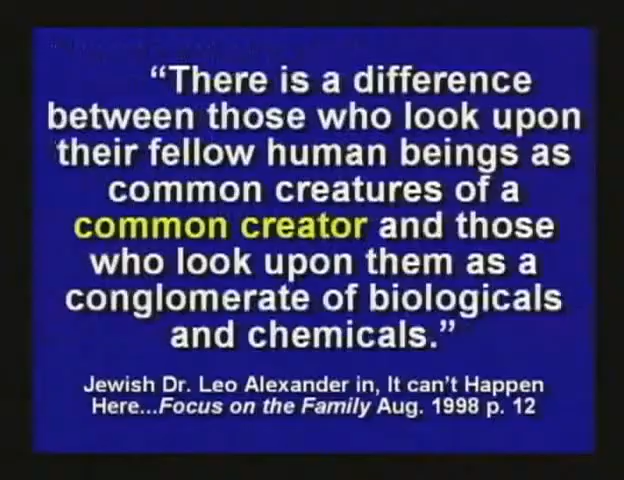 “There is a difference
between those who look upon
their fellow human beings as
common creatures of a
common creator and those
who look upon them as a
conglomerate of biologicals
and chemicals.”
Jewish Dr. Leo Alexander in, It can’t Happen
Here...Focus on the Family Aug. 1998 p. 12